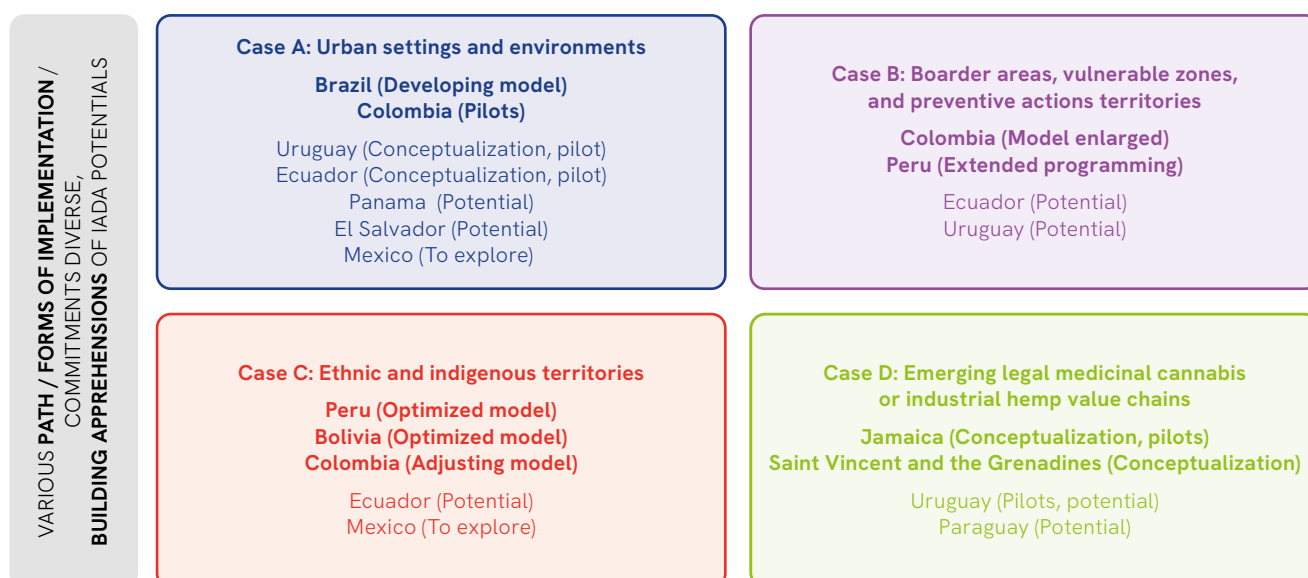 VARIOUS PATH / FORMS OF IMPLEMENTATION /
COMMITMENTS DIVERSE,
BUILDING APPREHENSIONS OF IADA POTENTIALS
Case A: Urban settings and environments
Brazil (Developing model)
Colombia (Pilots)
Uruguay (Conceptualization, pilot)
Ecuador (Conceptualization, pilot)
Panama (Potential)
El Salvador (Potential)
Mexico (To explore)
Case B: Boarder areas, vulnerable zones,
and preventive actions territories
Colombia (Model enlarged)
Peru (Extended programming)
Ecuador (Potential)
Uruguay (Potential)
Case C: Ethnic and indigenous territories
Peru (Optimized model)
Bolivia (Optimized model)
Colombia (Adjusting model)
Ecuador (Potential)
Mexico (To explore)
Case D: Emerging legal medicinal cannabis
or industrial hemp value chains
Jamaica (Conceptualization, pilots)
Saint Vincent and the Grenadines (Conceptualization)
Uruguay (Pilots, potential)
Paraguay (Potential)